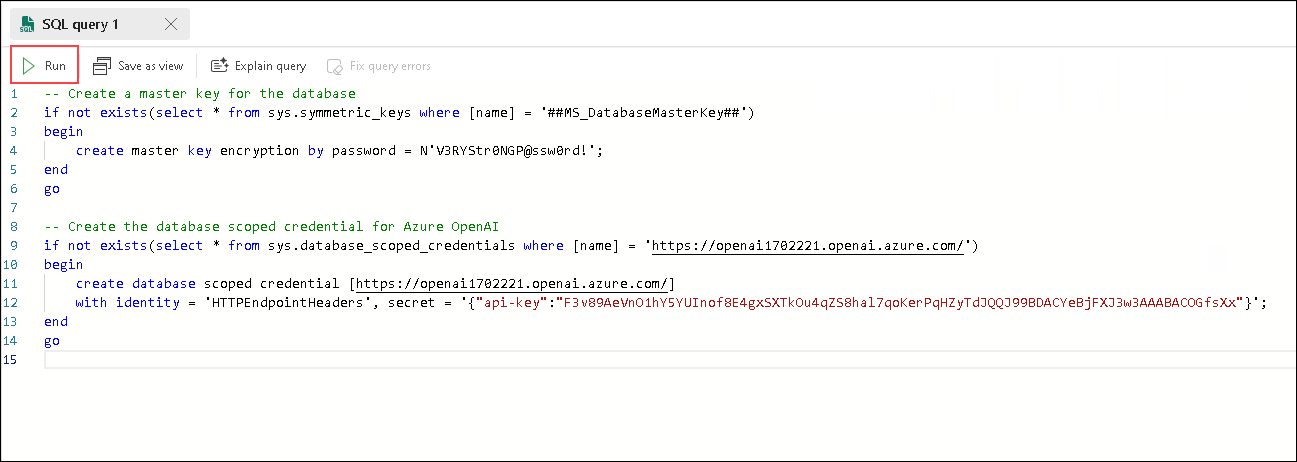 SQL query 1
Run Save as view Explain query Fix query errors
1 -- Create a master key for the database
2 if not exists(select * from sys.symmetric_keys where [name] = '##MS_DatabaseMasterKey##')
3 begin
4 create master key encryption by password = N'V3RYStr0NGP@ssw0rd!';
5 end
6 go
7
8 -- Create the database scoped credential for Azure OpenAI
9 if not exists(select * from sys.database_scoped_credentials where [name] = 'https://openai1702221.openai.azure.com/')
10 begin
11 create database scoped credential [https://openai1702221.openai.azure.com/]
12 with identity = 'HTTPEndpointHeaders', secret = '{"api-key":"F3v89AeVnO1hY5YUInof8E4gxSXTkOu4qZS8hal7qoKerPqHZyTdJQQJ99BDACYeBjFXJ3w3AAABACOGfsXx"}';
13 end
14 go
15